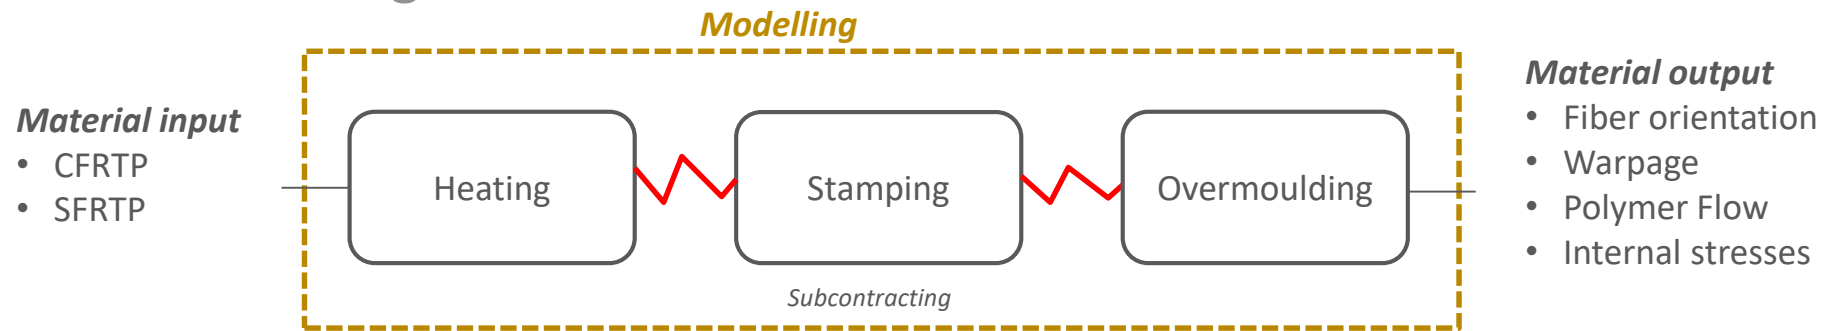 Modelling
Material input
• CFRTP
• SFRTP
Heating
Stamping
Overmoulding
Subcontracting
Material output
• Fiber orientation
• Warpage
• Polymer Flow
• Internal stresses